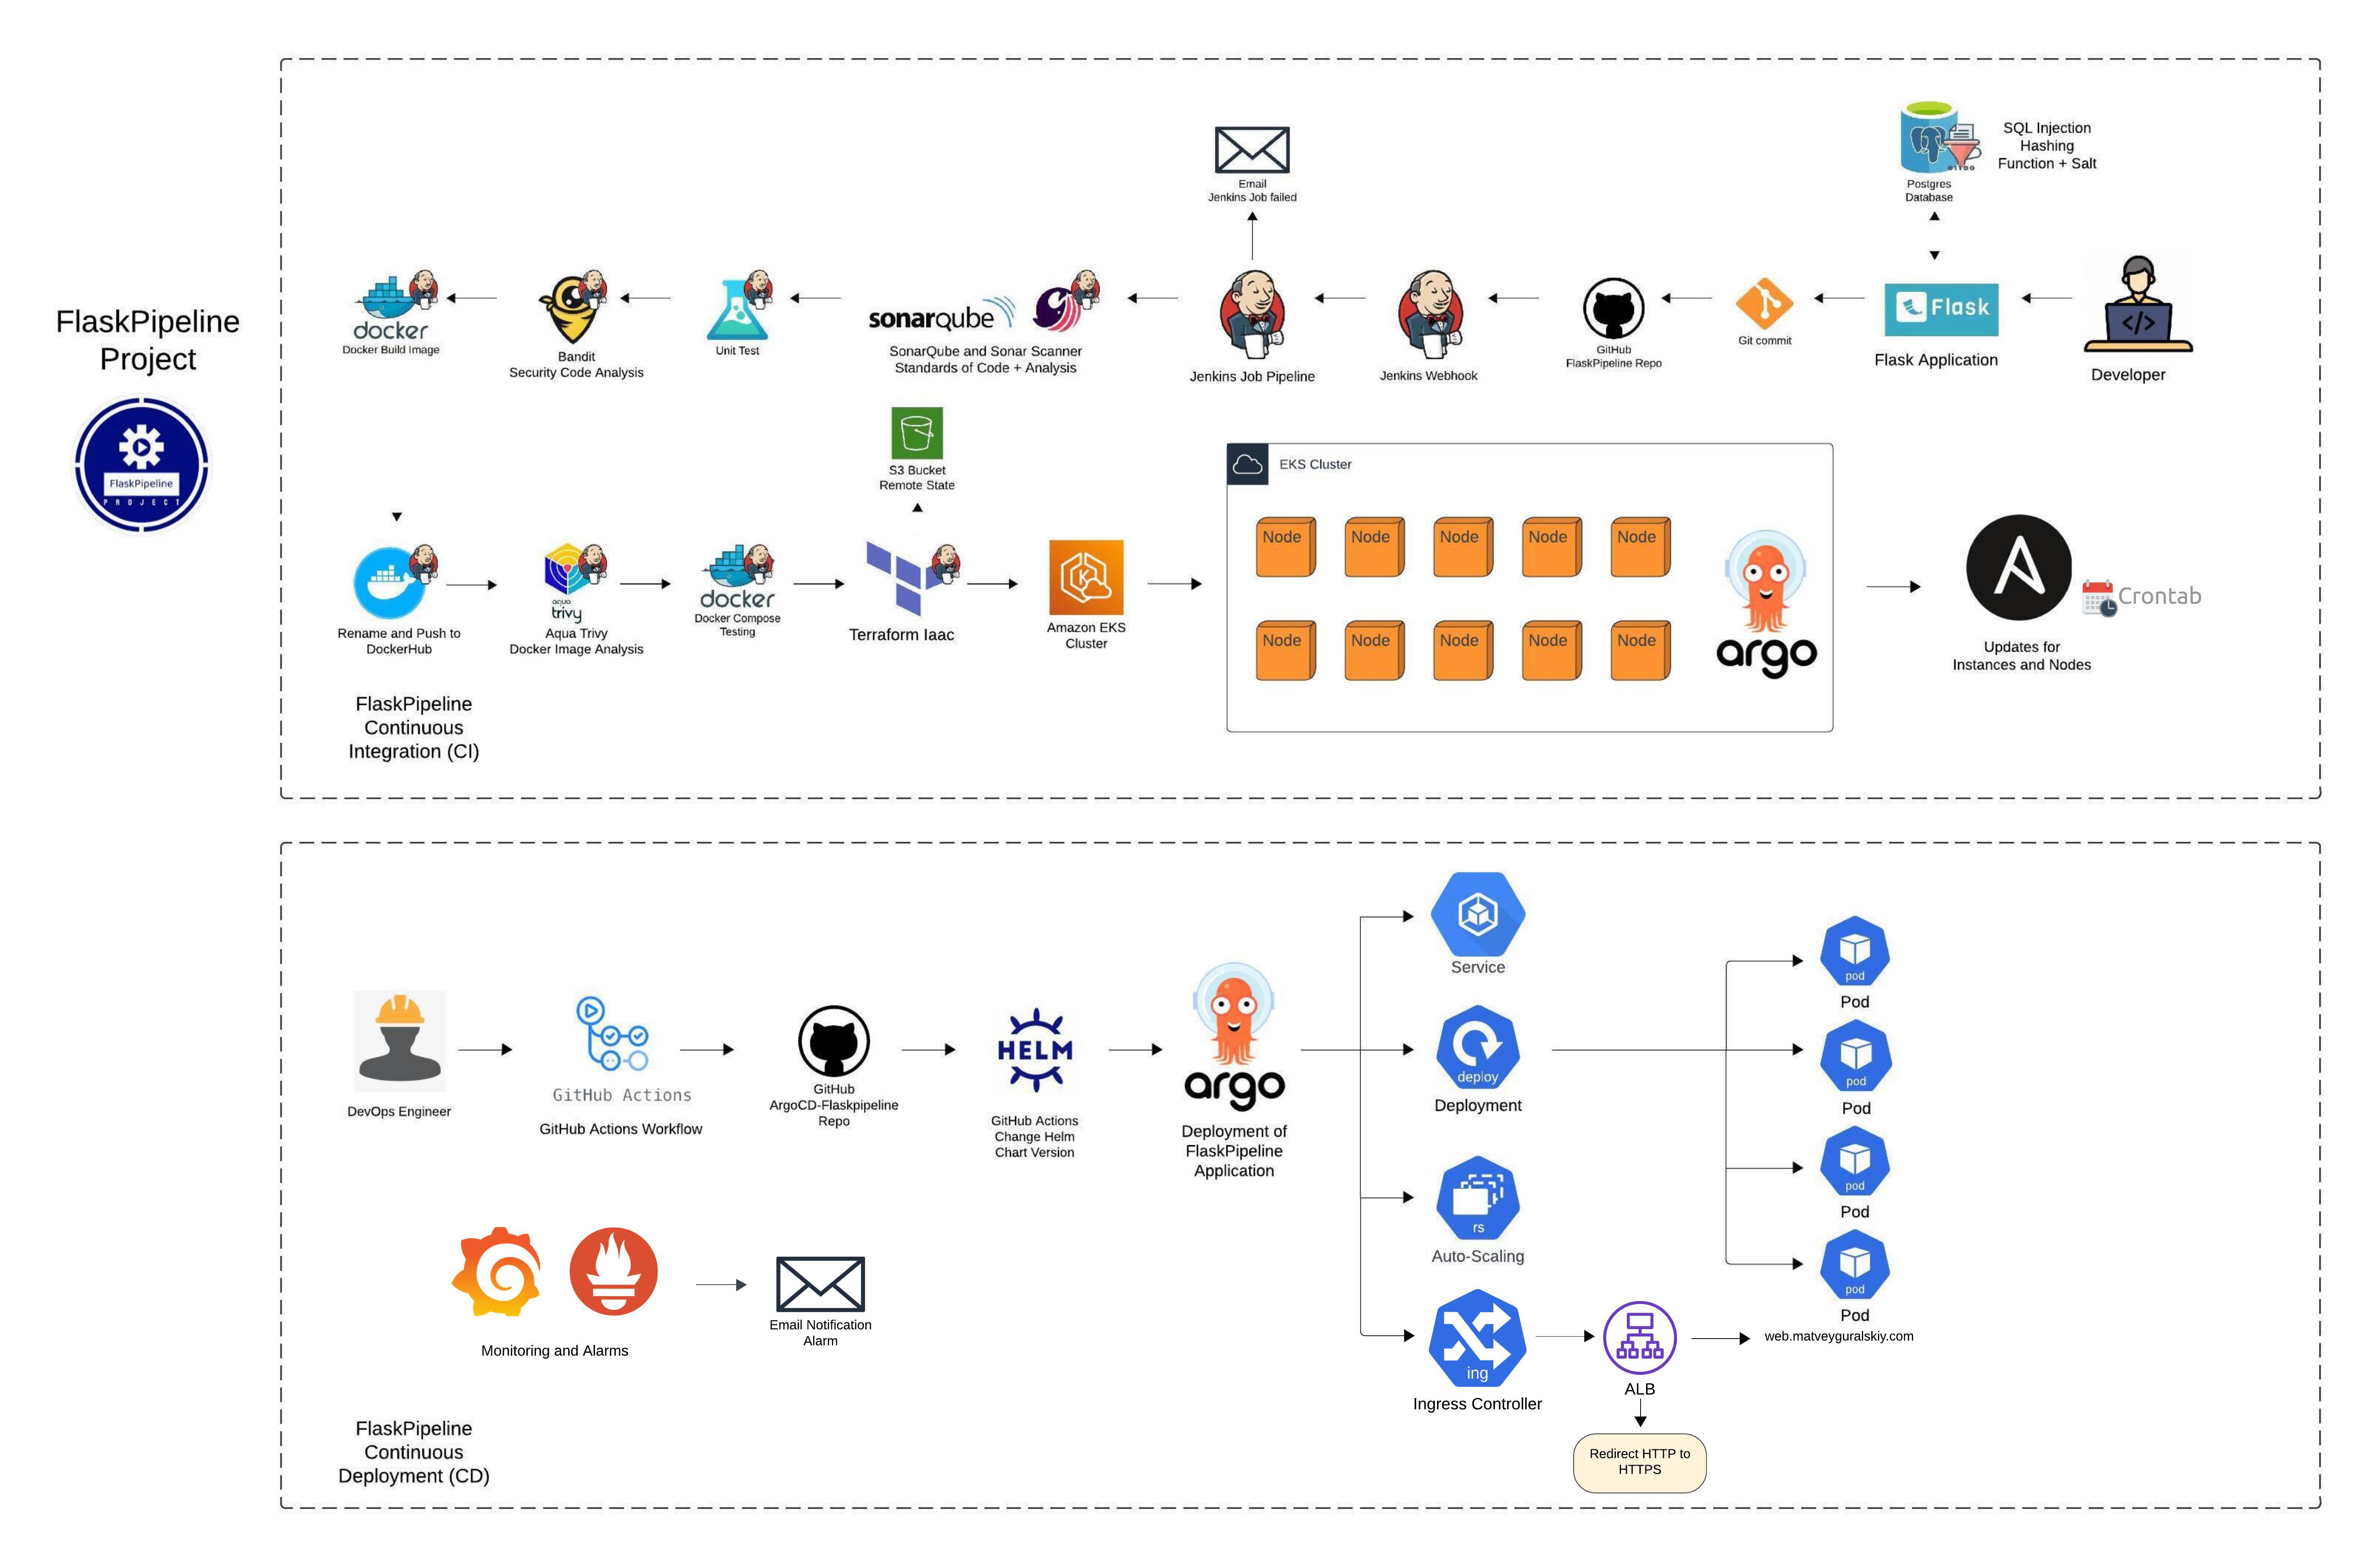 FlaskPipeline
Project
FlaskPipeline
PROJECT
Email
Jenkins Job failed
Postgres
Database
SQL Injection
Hashing
Function + Salt
docker
Docker Build Image
Bandit
Security Code Analysis
Unit Test
sonarqube
SonarQube and Sonar Scanner
Standards of Code + Analysis
Jenkins Job Pipeline
Jenkins Webhook
GitHub
FlaskPipeline Repo
Git commit
Flask
Flask Application
</>
Developer
S3 Bucket
Remote State
Rename and Push to
DockerHub
aqua
trivy
Aqua Trivy
Docker Image Analysis
docker
Docker Compose
Testing
Terraform Iaac
K
Amazon EKS
Cluster
EKS Cluster
Node
Node
Node
Node
Node
Node
Node
Node
Node
Node
argo
A
Crontab
Updates for
Instances and Nodes
FlaskPipeline
Continuous
Integration (CI)
DevOps Engineer
GitHub Actions
GitHub Actions Workflow
GitHub
ArgoCD-Flaskpipeline
Repo
HELM
GitHub Actions
Change Helm
Chart Version
argo
Deployment of
FlaskPipeline
Application
Service
deploy
Deployment
rs
Auto-Scaling
ing
Ingress Controller
pod
Pod
pod
Pod
pod
Pod
pod
Pod
web.matveyguralskiy.com
ALB
Redirect HTTP to
HTTPS
Monitoring and Alarms
Email Notification
Alarm
FlaskPipeline
Continuous
Deployment (CD)